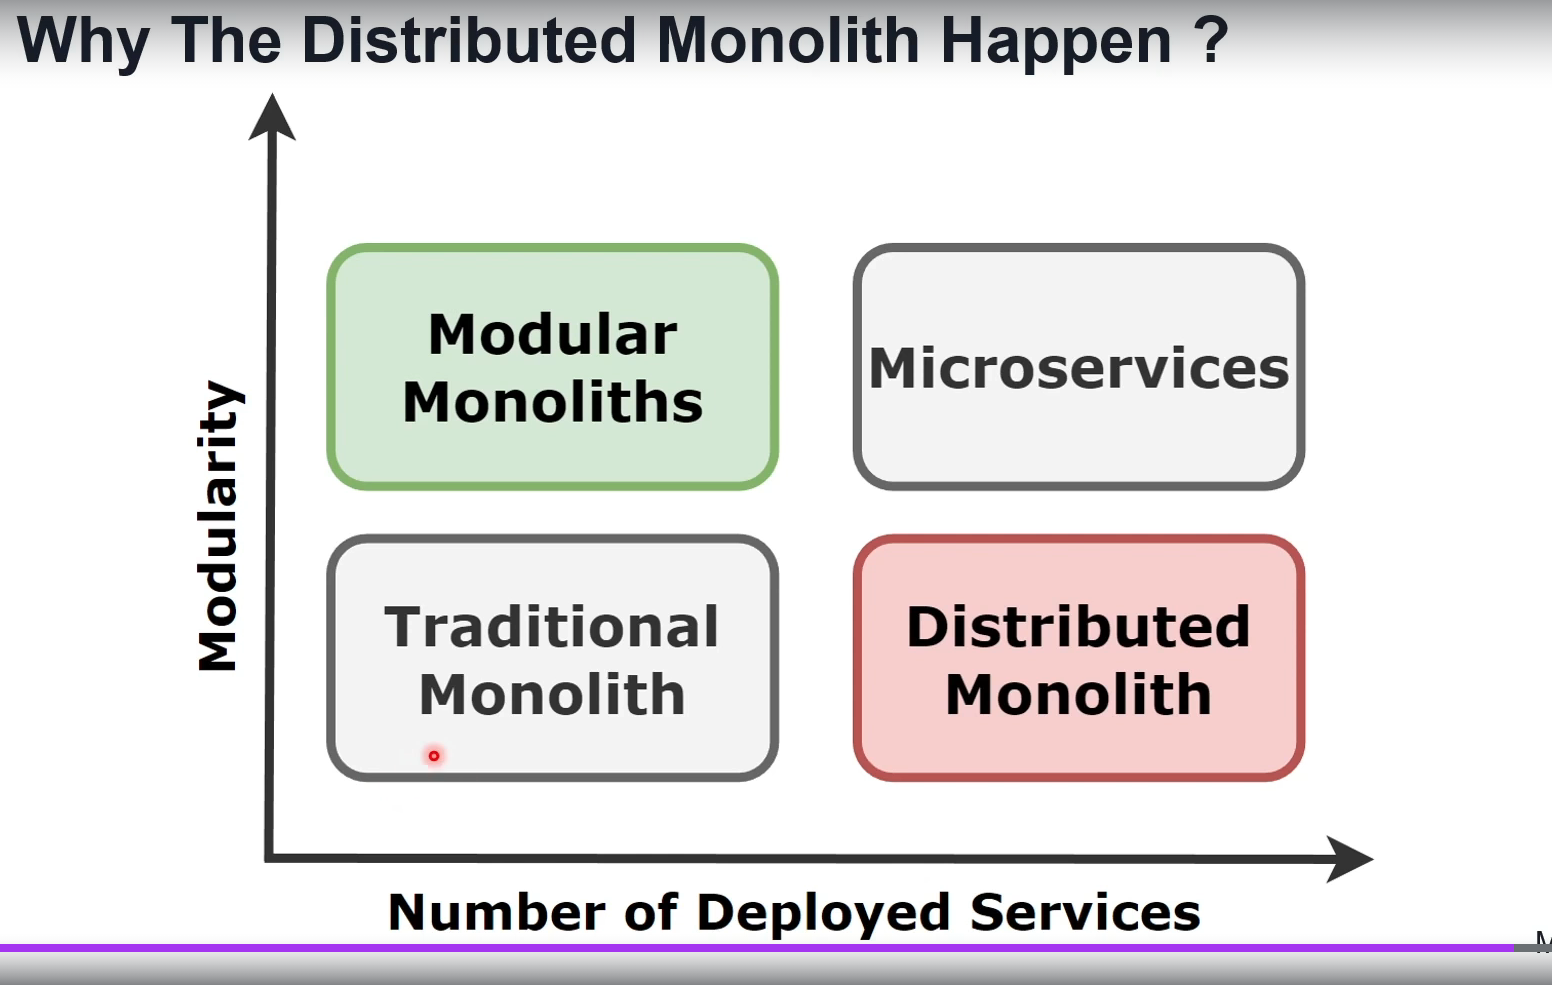 Why The Distributed Monolith Happen ?
Modular
Monoliths
Microservices
Modularity
Traditional
Monolith
Distributed
Monolith
Number of Deployed Services